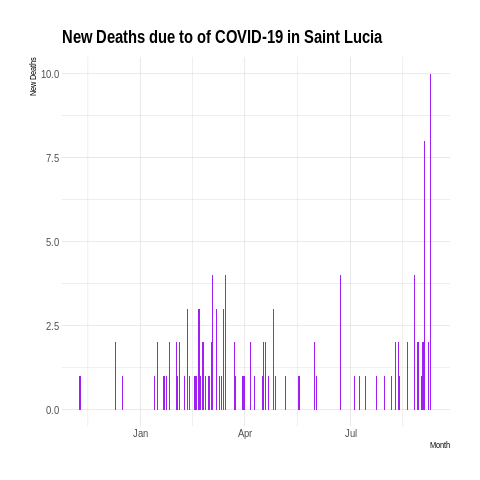 New Deaths due to of COVID-19 in Saint Lucia
New Deaths
10.0
7.5
5.0
2.5
0.0
Jan Apr Jul
Month